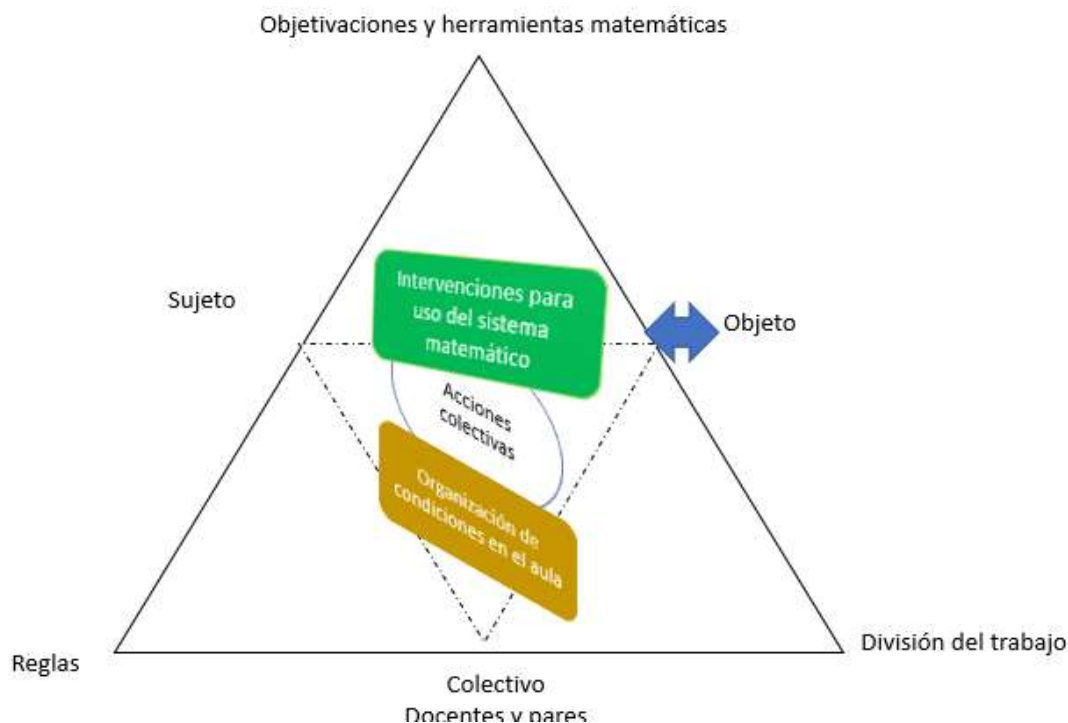 Objetivaciones y herramientas matemáticas
Intervenciones para
uso del sistema
matemático
Sujeto
Objeto
Acciones
colectivas
Organización de
condiciones en el aula
Reglas
División del trabajo
Colectivo
Docentes y pares